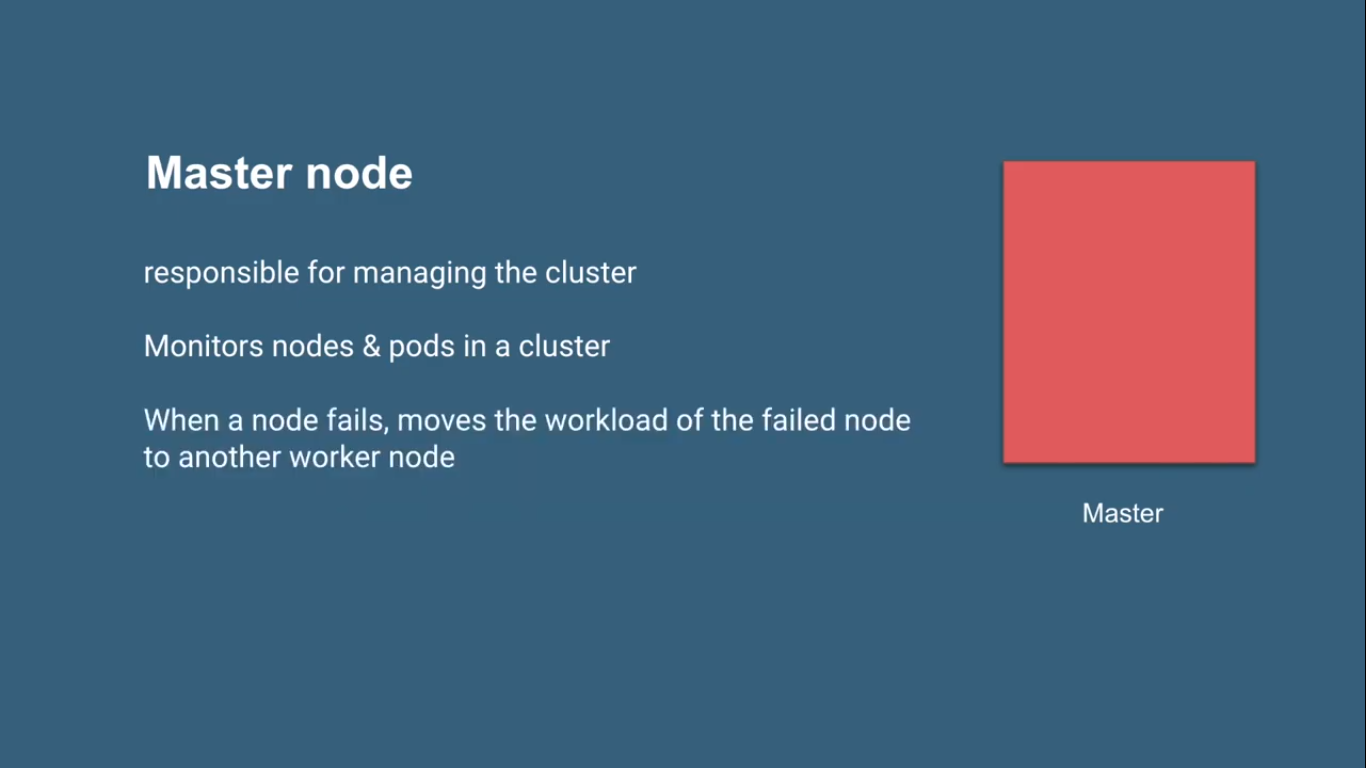 Master node
responsible for managing the cluster
Monitors nodes & pods in a cluster
When a node fails, moves the workload of the failed node
to another worker node
Master